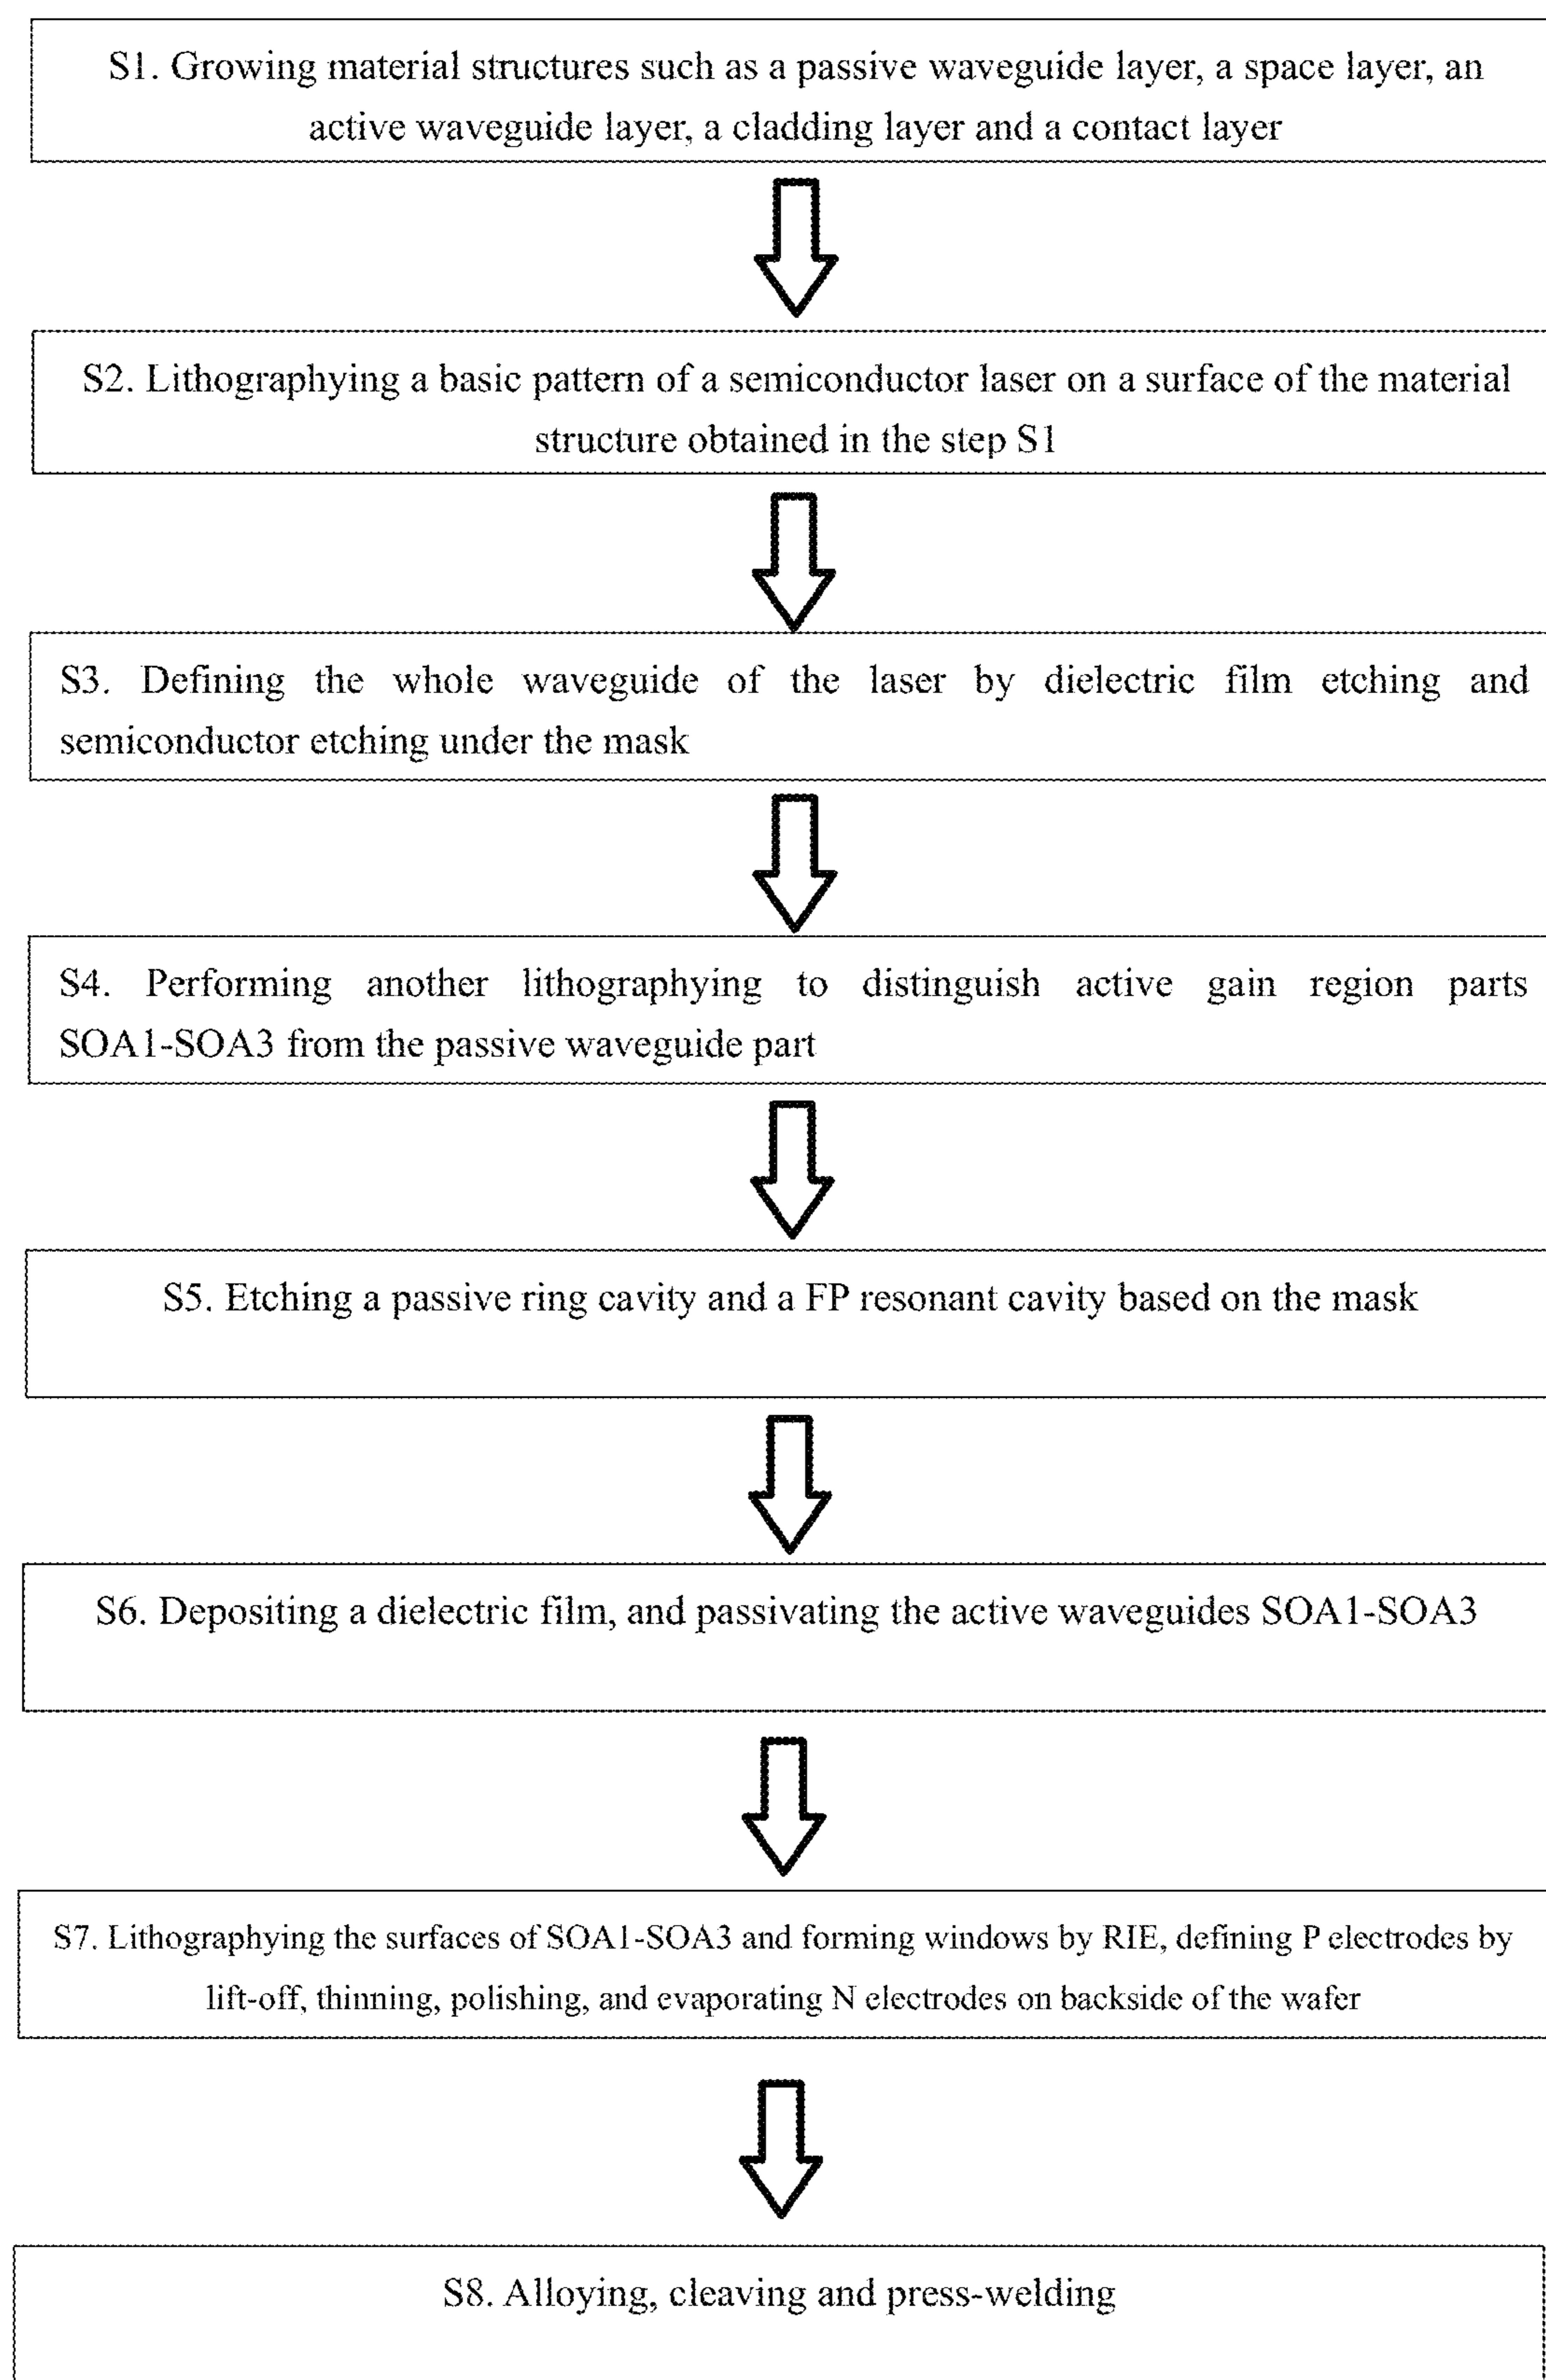 S1. Growing material structures such as a passive waveguide layer, a space layer, an
active waveguide layer, a cladding layer and a contact layer
S2. Lithographying a basic pattern of a semiconductor laser on a surface of the material
structure obtained in the step S1
S3. Defining the whole waveguide of the laser by dielectric film etching and
semiconductor etching under the mask
S4. Performing another lithographying to distinguish active gain region parts
SOA1-SOA3 from the passive waveguide part
S5. Etching a passive ring cavity and a FP resonant cavity based on the mask
S6. Depositing a dielectric film, and passivating the active waveguides SOA1-SOA3
S7. Lithographying the surfaces of SOA1-SOA3 and forming windows by RIE, defining P electrodes by
lift-off, thinning, polishing, and evaporating N electrodes on backside of the wafer
S8. Alloying, cleaving and press-welding